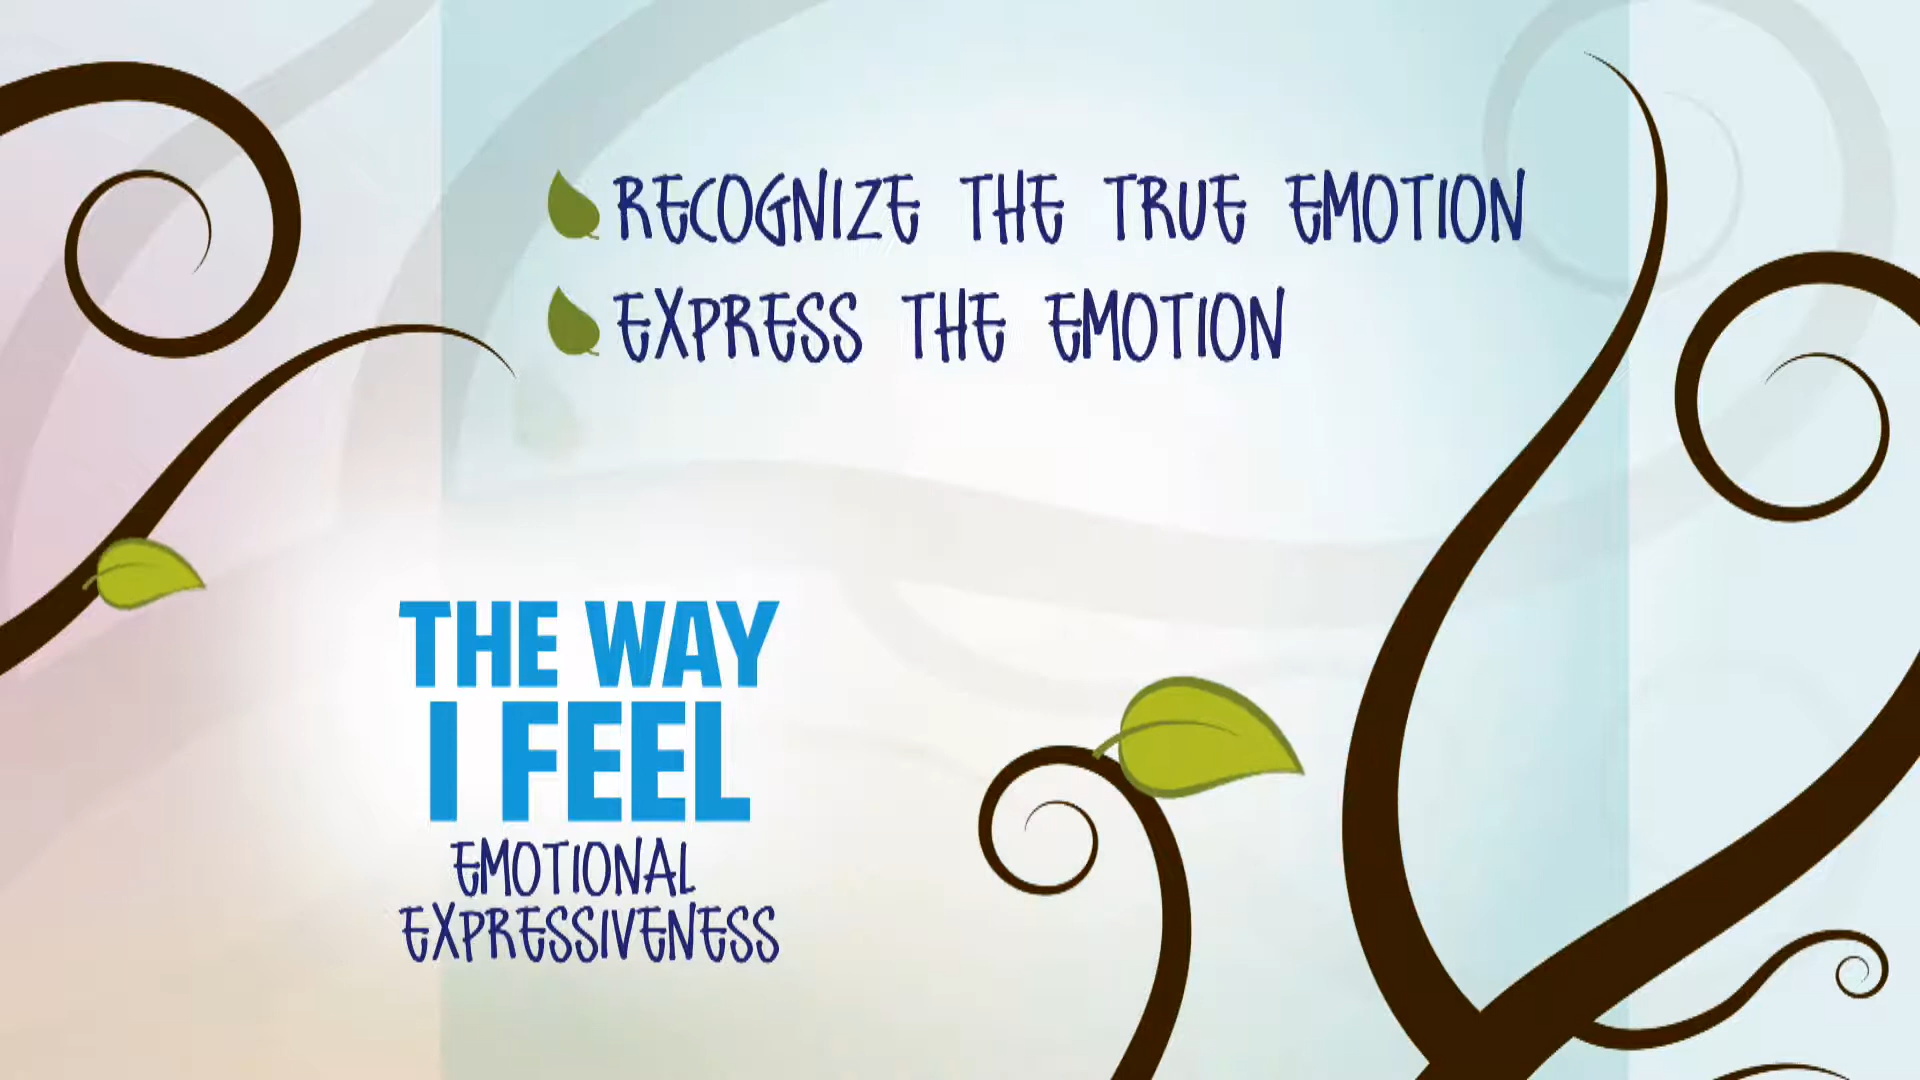 RECOGNIZE THE TRUE EMOTION
EXPRESS THE EMOTION
THE WAY
I FEEL
EMOTIONAL
EXPRESSIVENESS